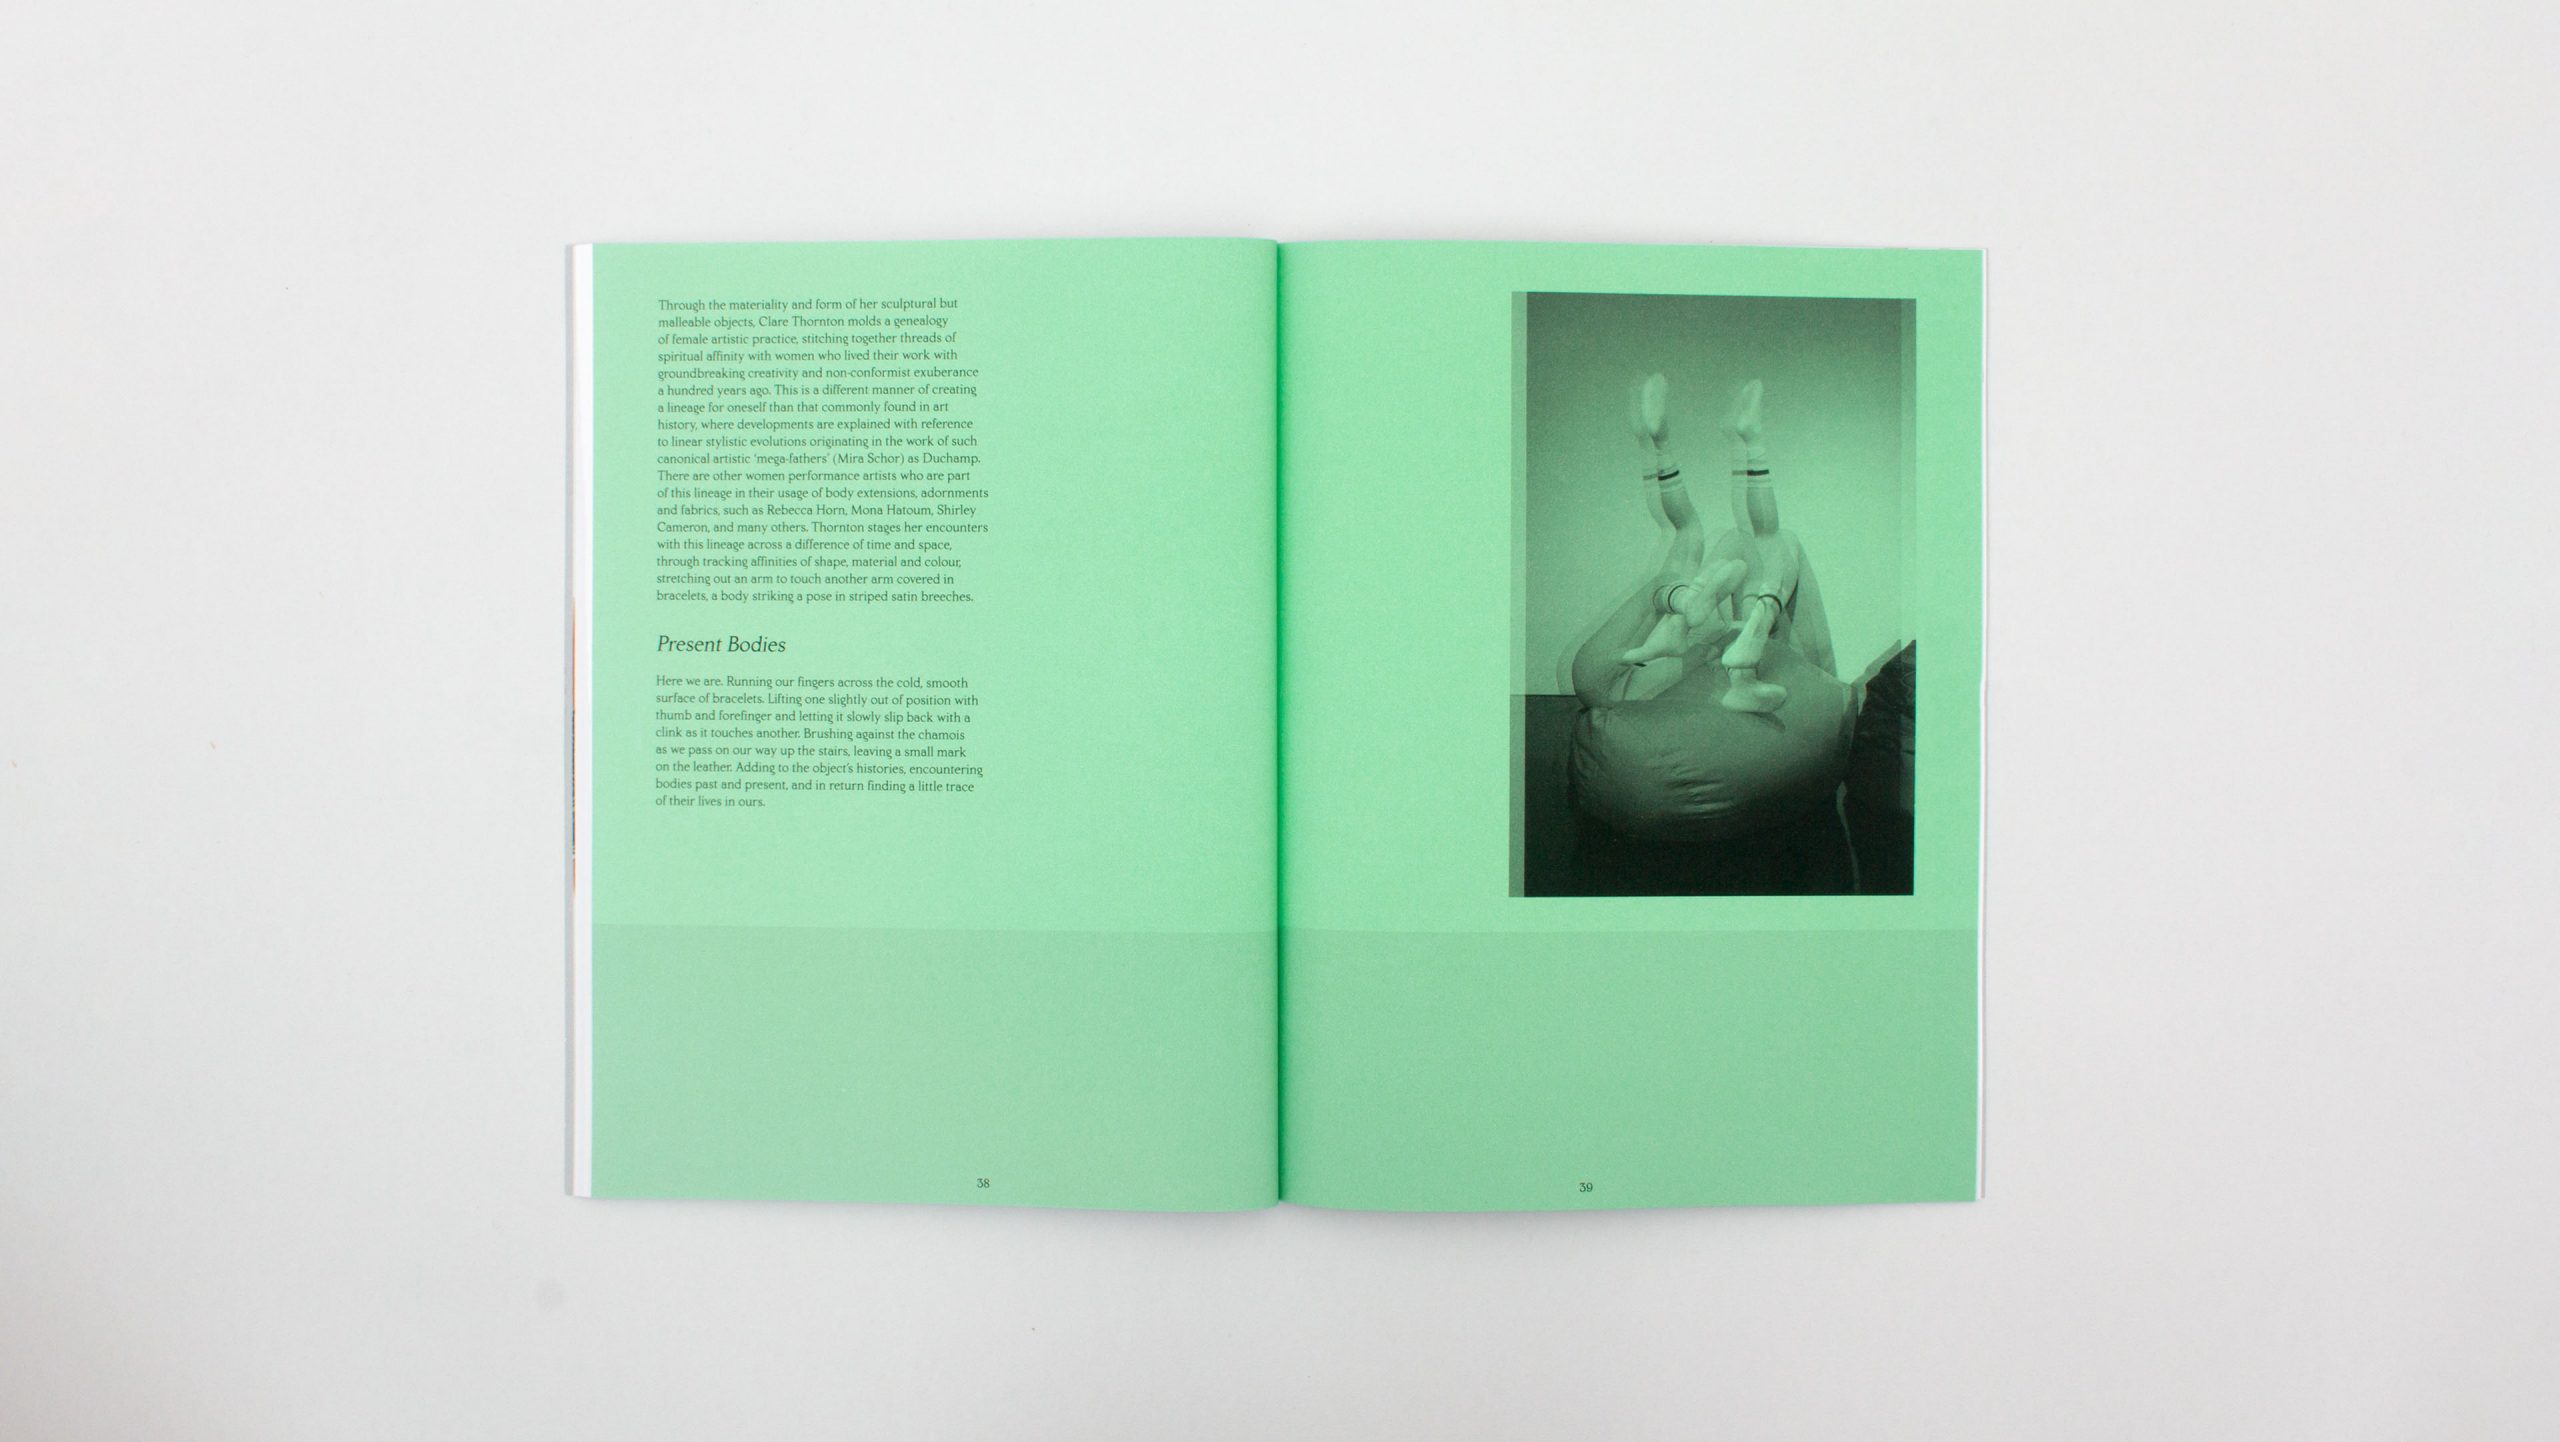 Through the materiality and form of her sculptural but
malleable objects, Clare Thornton molds a genealogy
of female artistic practice, stitching together threads of
spiritual affinity with women who lived their work with
groundbreaking creativity and non-conformist exuberance
a hundred years ago. This is a different manner of creating
a lineage for oneself than that commonly found in art
history, where developments are explained with reference
to linear stylistic evolutions originating in the work of such
canonical artistic 'mega-fathers' (Mira Schor) as Duchamp.
There are other women performance artists who are part
of this lineage in their usage of body extensions, adornments
and fabrics, such as Rebecca Horn, Mona Hatoum, Shirley
Cameron, and many others. Thornton stages her encounters
with this lineage across a difference of time and space,
through tracking affinities of shape, material and colour,
stretching out an arm to touch another arm covered in
bracelets, a body striking a pose in striped satin breeches.
Present Bodies
Here we are. Running our fingers across the cold, smooth
surface of bracelets. Lifting one slightly out of position with
thumb and forefinger and letting it slowly slip back with a
clink as it touches another. Brushing against the chamois
as we pass on our way up the stairs, leaving a small mark
on the leather. Adding to the object's histories, encountering
bodies past and present, and in return finding a little trace
of their lives in ours.
38
39